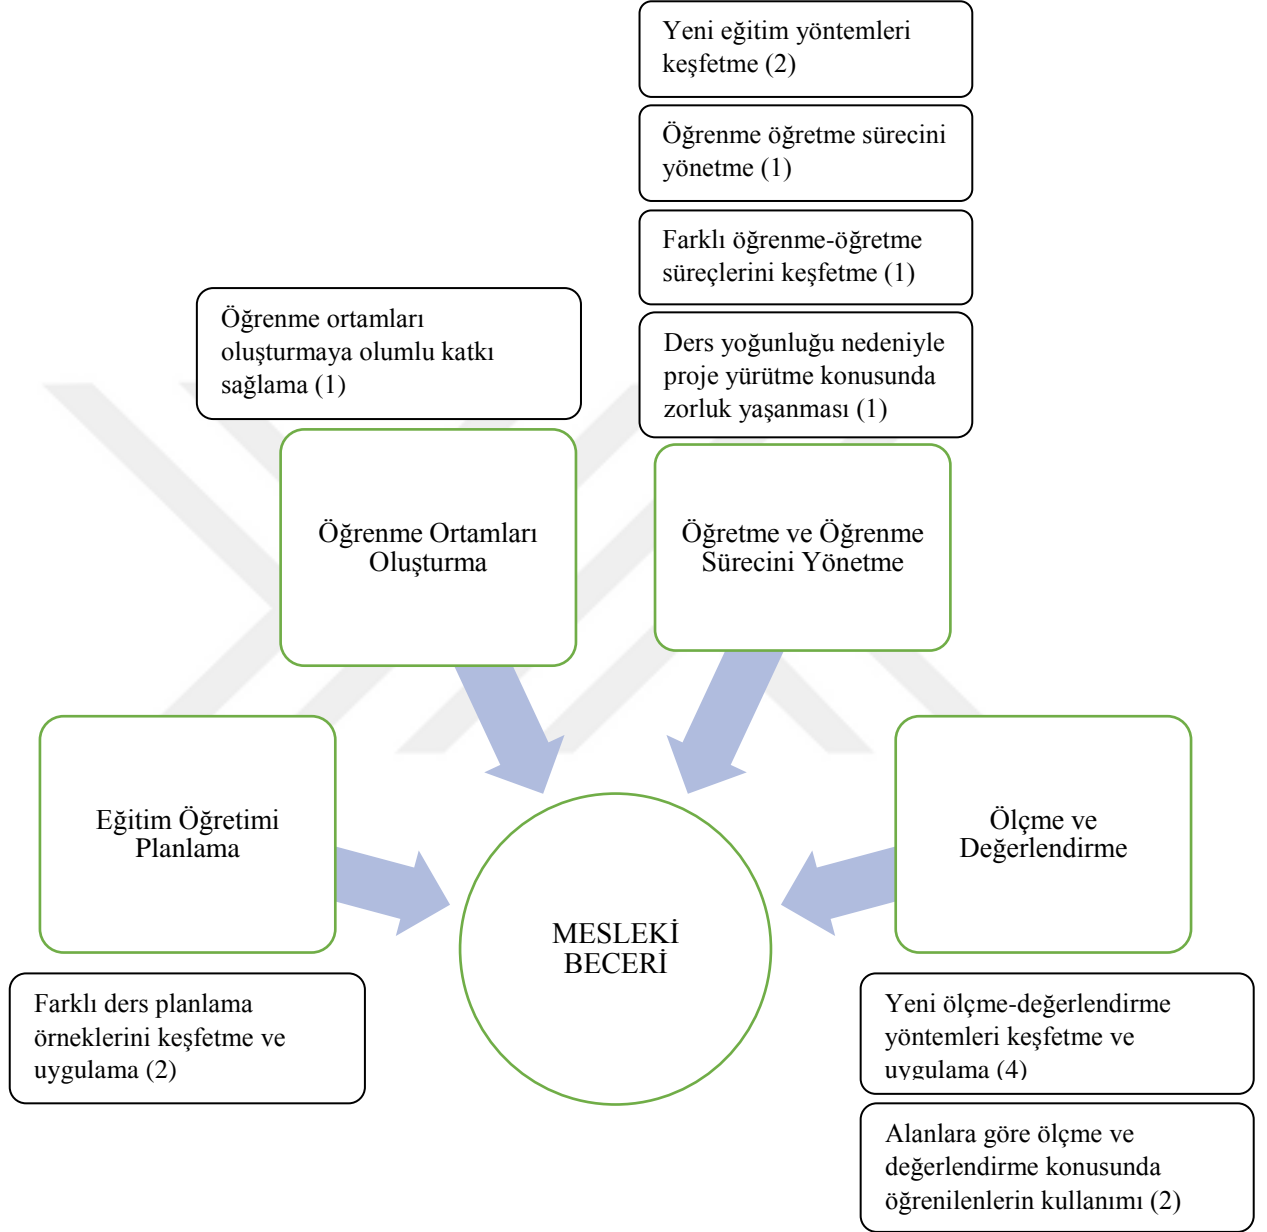 Yeni eğitim yöntemleri
keşfetme (2)
Öğrenme öğretme sürecini
yönetme (1)
Farklı öğrenme-öğretme
süreçlerini keşfetme (1)
Ders yoğunluğu nedeniyle
proje yürütme konusunda
zorluk yaşanması (1)
Öğrenme ortamları
oluşturmaya olumlu katkı
sağlama (1)
Öğrenme Ortamları
Oluşturma
Öğretme ve Öğrenme
Sürecini Yönetme
Eğitim Öğretimi
Planlama
Ölçme ve
Değerlendirme
MESLEKİ
BECERİ
Farklı ders planlama
örneklerini keşfetme ve
uygulama (2)
Yeni ölçme-değerlendirme
yöntemleri keşfetme ve
uygulama (4)
Alanlara göre ölçme ve
değerlendirme konusunda
öğrenilenlerin kullanımı (2)